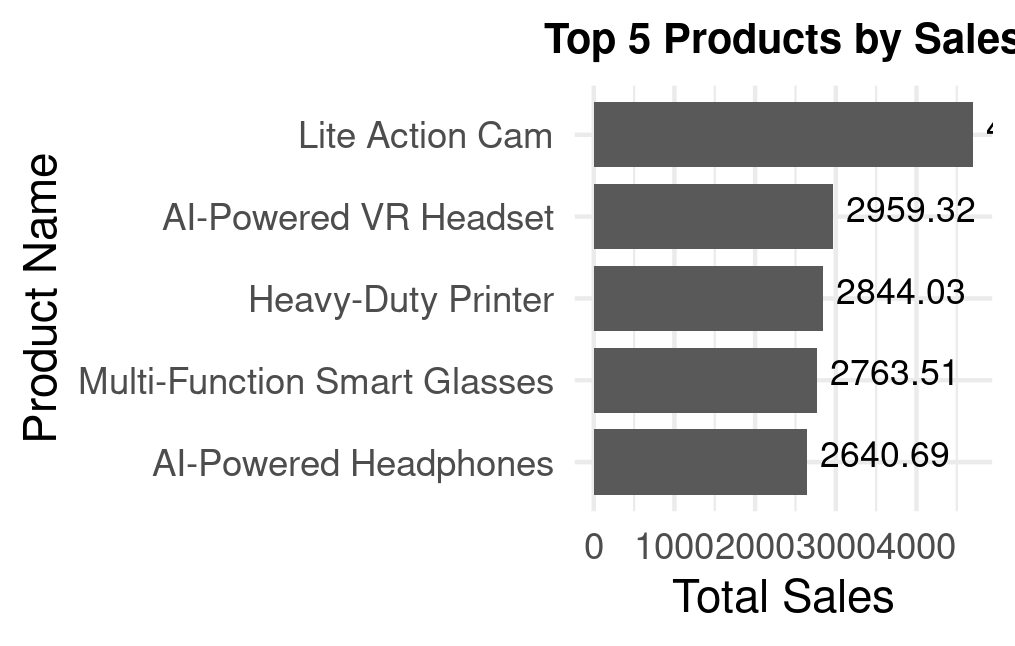 Top 5 Products by Sales
Product Name
Lite Action Cam
AI-Powered VR Headset
2959.32
Heavy-Duty Printer
2844.03
Multi-Function Smart Glasses
2763.51
AI-Powered Headphones
2640.69
0 1000 2000 3000 4000
Total Sales